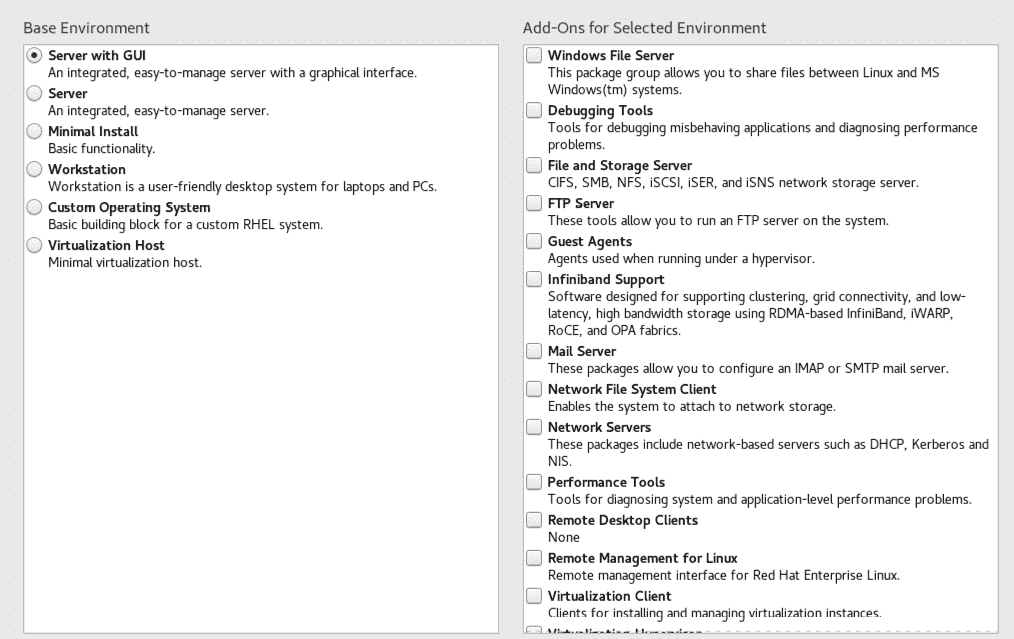 Base Environment
Server with GUI
An integrated, easy-to-manage server with a graphical interface.
Server
An integrated, easy-to-manage server.
Minimal Install
Basic functionality.
Workstation
Workstation is a user-friendly desktop system for laptops and PCs.
Custom Operating System
Basic building block for a custom RHEL system.
Virtualization Host
Minimal virtualization host.
Add-Ons for Selected Environment
Windows File Server
This package group allows you to share files between Linux and MS
Windows(tm) systems.
Debugging Tools
Tools for debugging misbehaving applications and diagnosing performance
problems.
File and Storage Server
CIFS, SMB, NFS, iSCSI, iSER, and iSNS network storage server.
FTP Server
These tools allow you to run an FTP server on the system.
Guest Agents
Agents used when running under a hypervisor.
Infiniband Support
Software designed for supporting clustering, grid connectivity, and low-
latency, high bandwidth storage using RDMA-based InfiniBand, iWARP,
RoCE, and OPA fabrics.
Mail Server
These packages allow you to configure an IMAP or SMTP mail server.
Network File System Client
Enables the system to attach to network storage.
Network Servers
These packages include network-based servers such as DHCP, Kerberos and
NIS.
Performance Tools
Tools for diagnosing system and application-level performance problems.
Remote Desktop Clients
None
Remote Management for Linux
Remote management interface for Red Hat Enterprise Linux.
Virtualization Client
Clients for installing and managing virtualization instances.